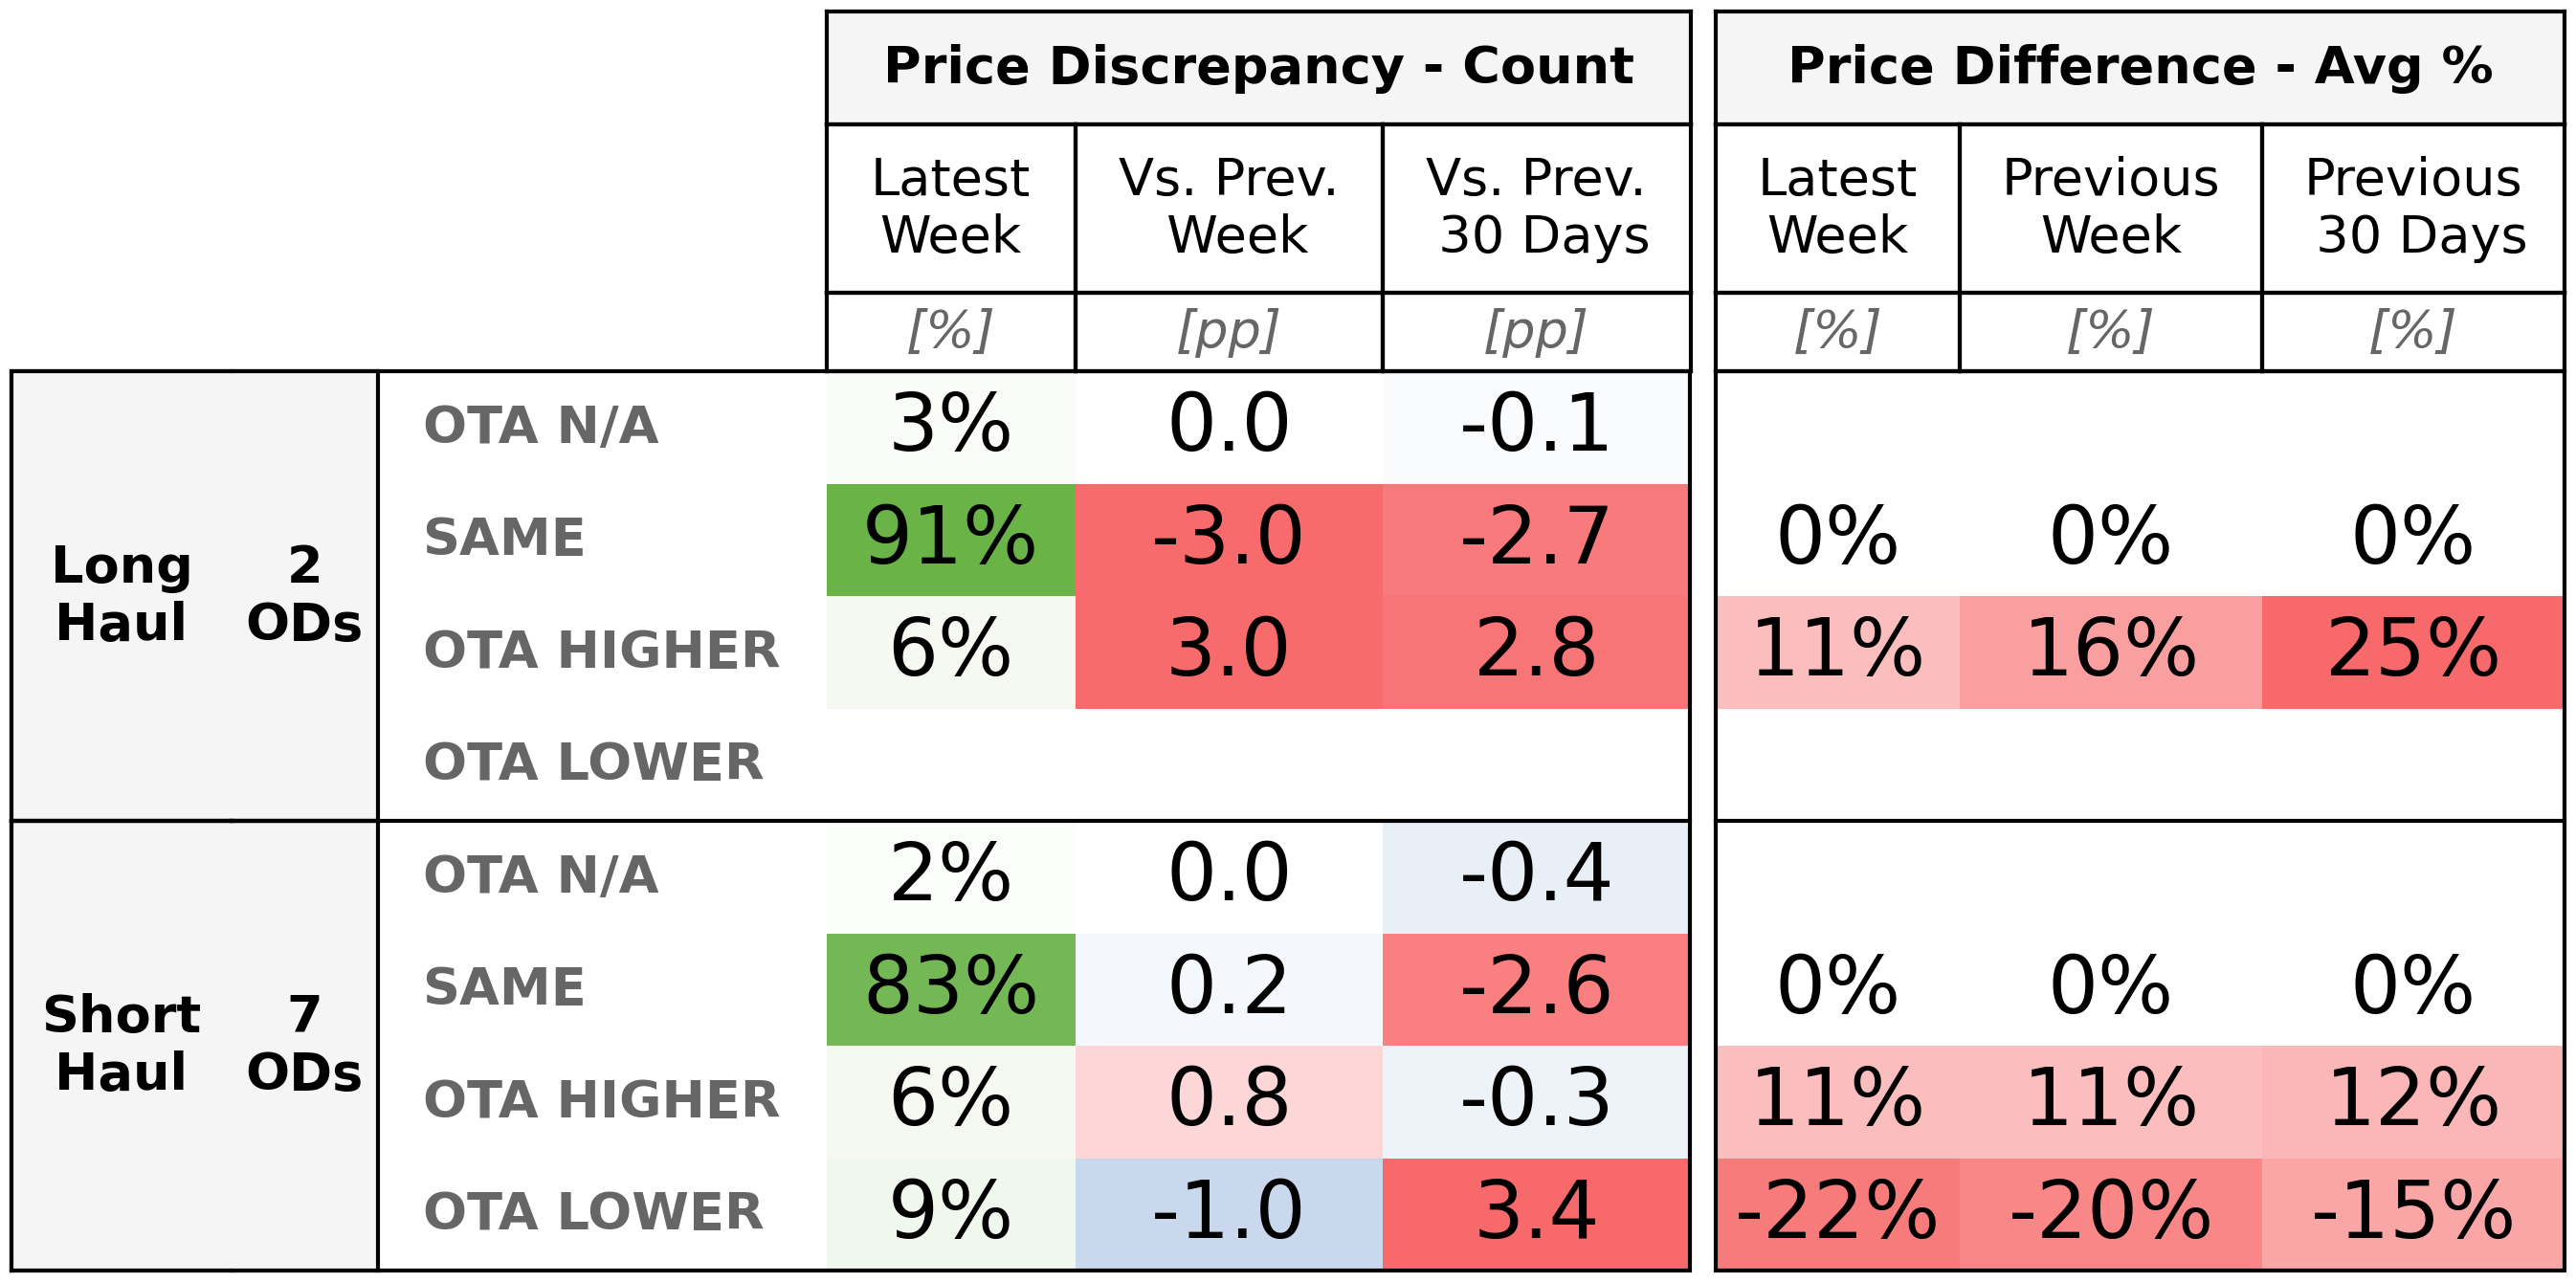 Price Discrepancy - Count Price Difference - Avg %
Latest Week Vs. Prev. Week Vs. Prev. 30 Days Latest Week Previous Week Previous 30 Days
[%] [pp] [pp] [%] [%] [%]
Long Haul 2 ODs
OTA N/A 3% 0.0 -0.1
SAME 91% -3.0 -2.7 0% 0% 0%
OTA HIGHER 6% 3.0 2.8 11% 16% 25%
OTA LOWER
Short Haul 7 ODs
OTA N/A 2% 0.0 -0.4
SAME 83% 0.2 -2.6 0% 0% 0%
OTA HIGHER 6% 0.8 -0.3 11% 11% 12%
OTA LOWER 9% -1.0 3.4 -22% -20% -15%